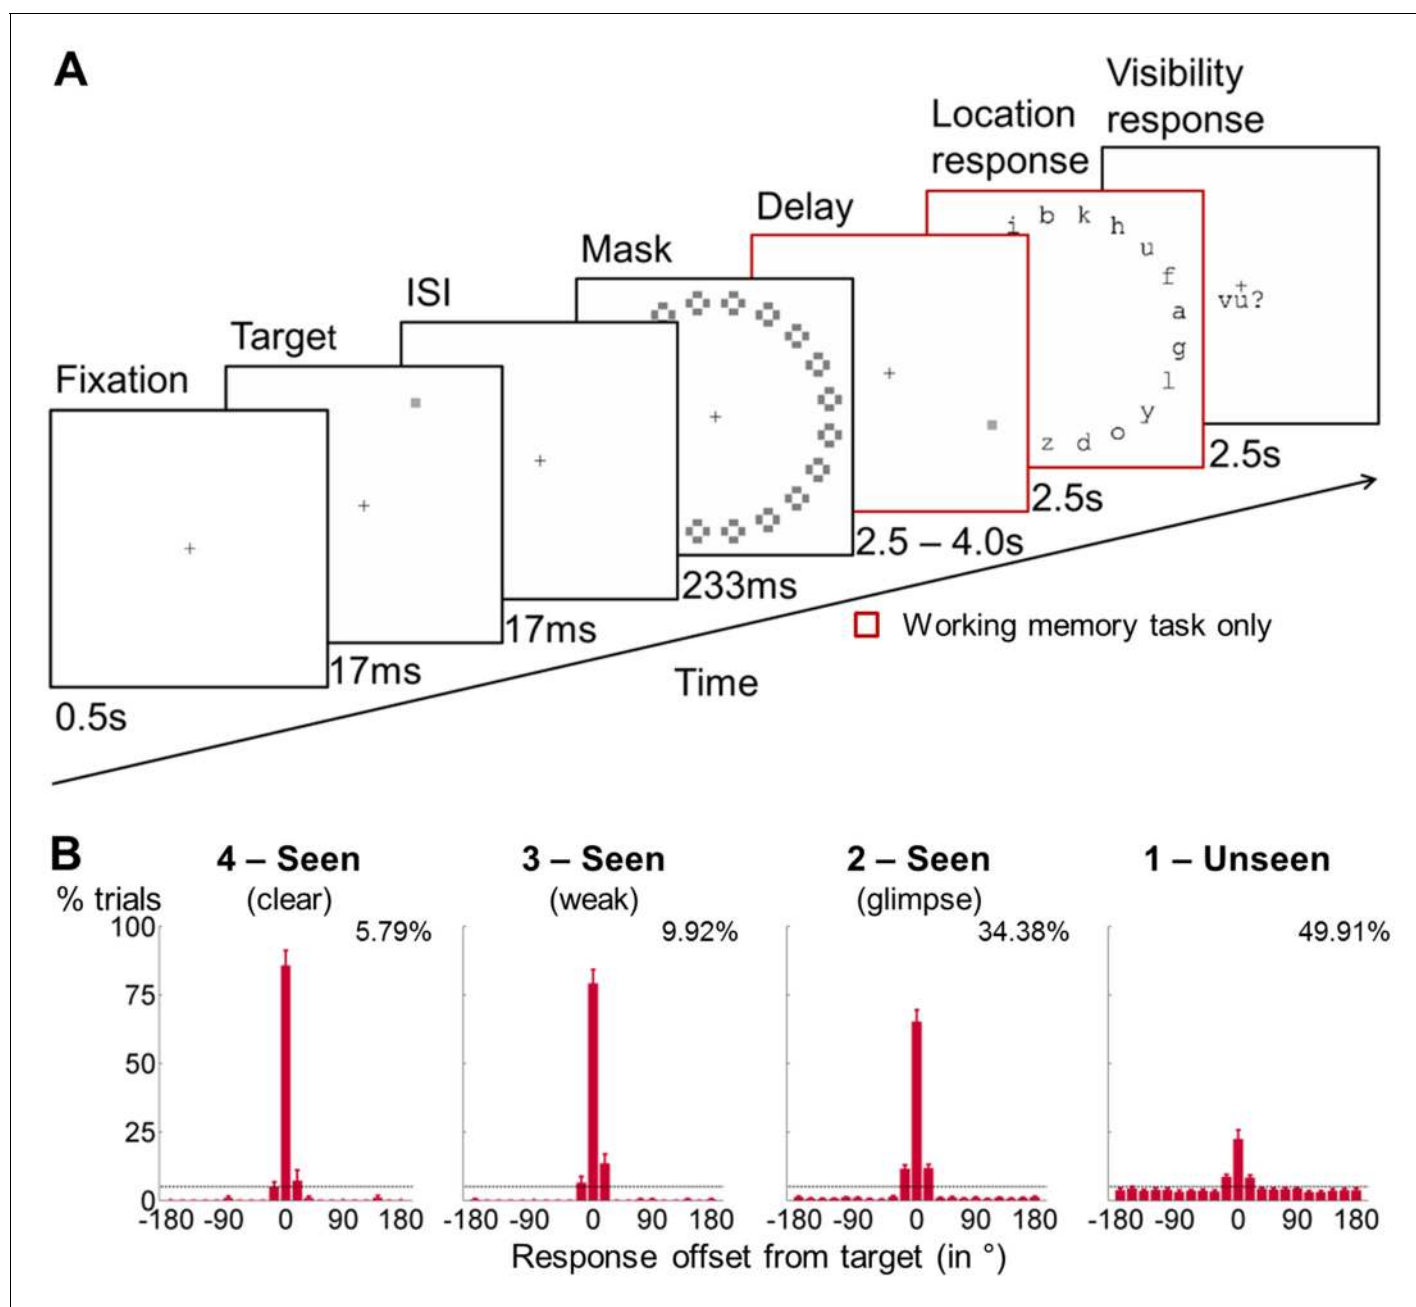 A
Visibility
response
Location
response
Delay
Mask
ISI
Target
Fixation
i b k h u f a g l y o d z
vu?
0.5s
17ms
17ms
233ms
2.5 – 4.0s
2.5s
2.5s
Working memory task only
Time
B
4 – Seen 3 – Seen 2 – Seen 1 – Unseen
(clear) (weak) (glimpse)
% trials
5.79% 9.92% 34.38% 49.91%
100
75
50
25
0
-180 -90 0 90 180 -180 -90 0 90 180 -180 -90 0 90 180 -180 -90 0 90 180
Response offset from target (in °)